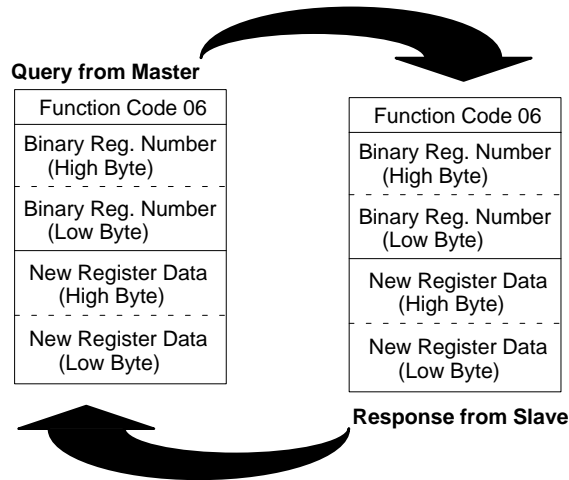 Query from Master
Function Code 06
Binary Reg. Number
(High Byte)
Binary Reg. Number
(Low Byte)
New Register Data
(High Byte)
New Register Data
(Low Byte)
Function Code 06
Binary Reg. Number
(High Byte)
Binary Reg. Number
(Low Byte)
New Register Data
(High Byte)
New Register Data
(Low Byte)
Response from Slave